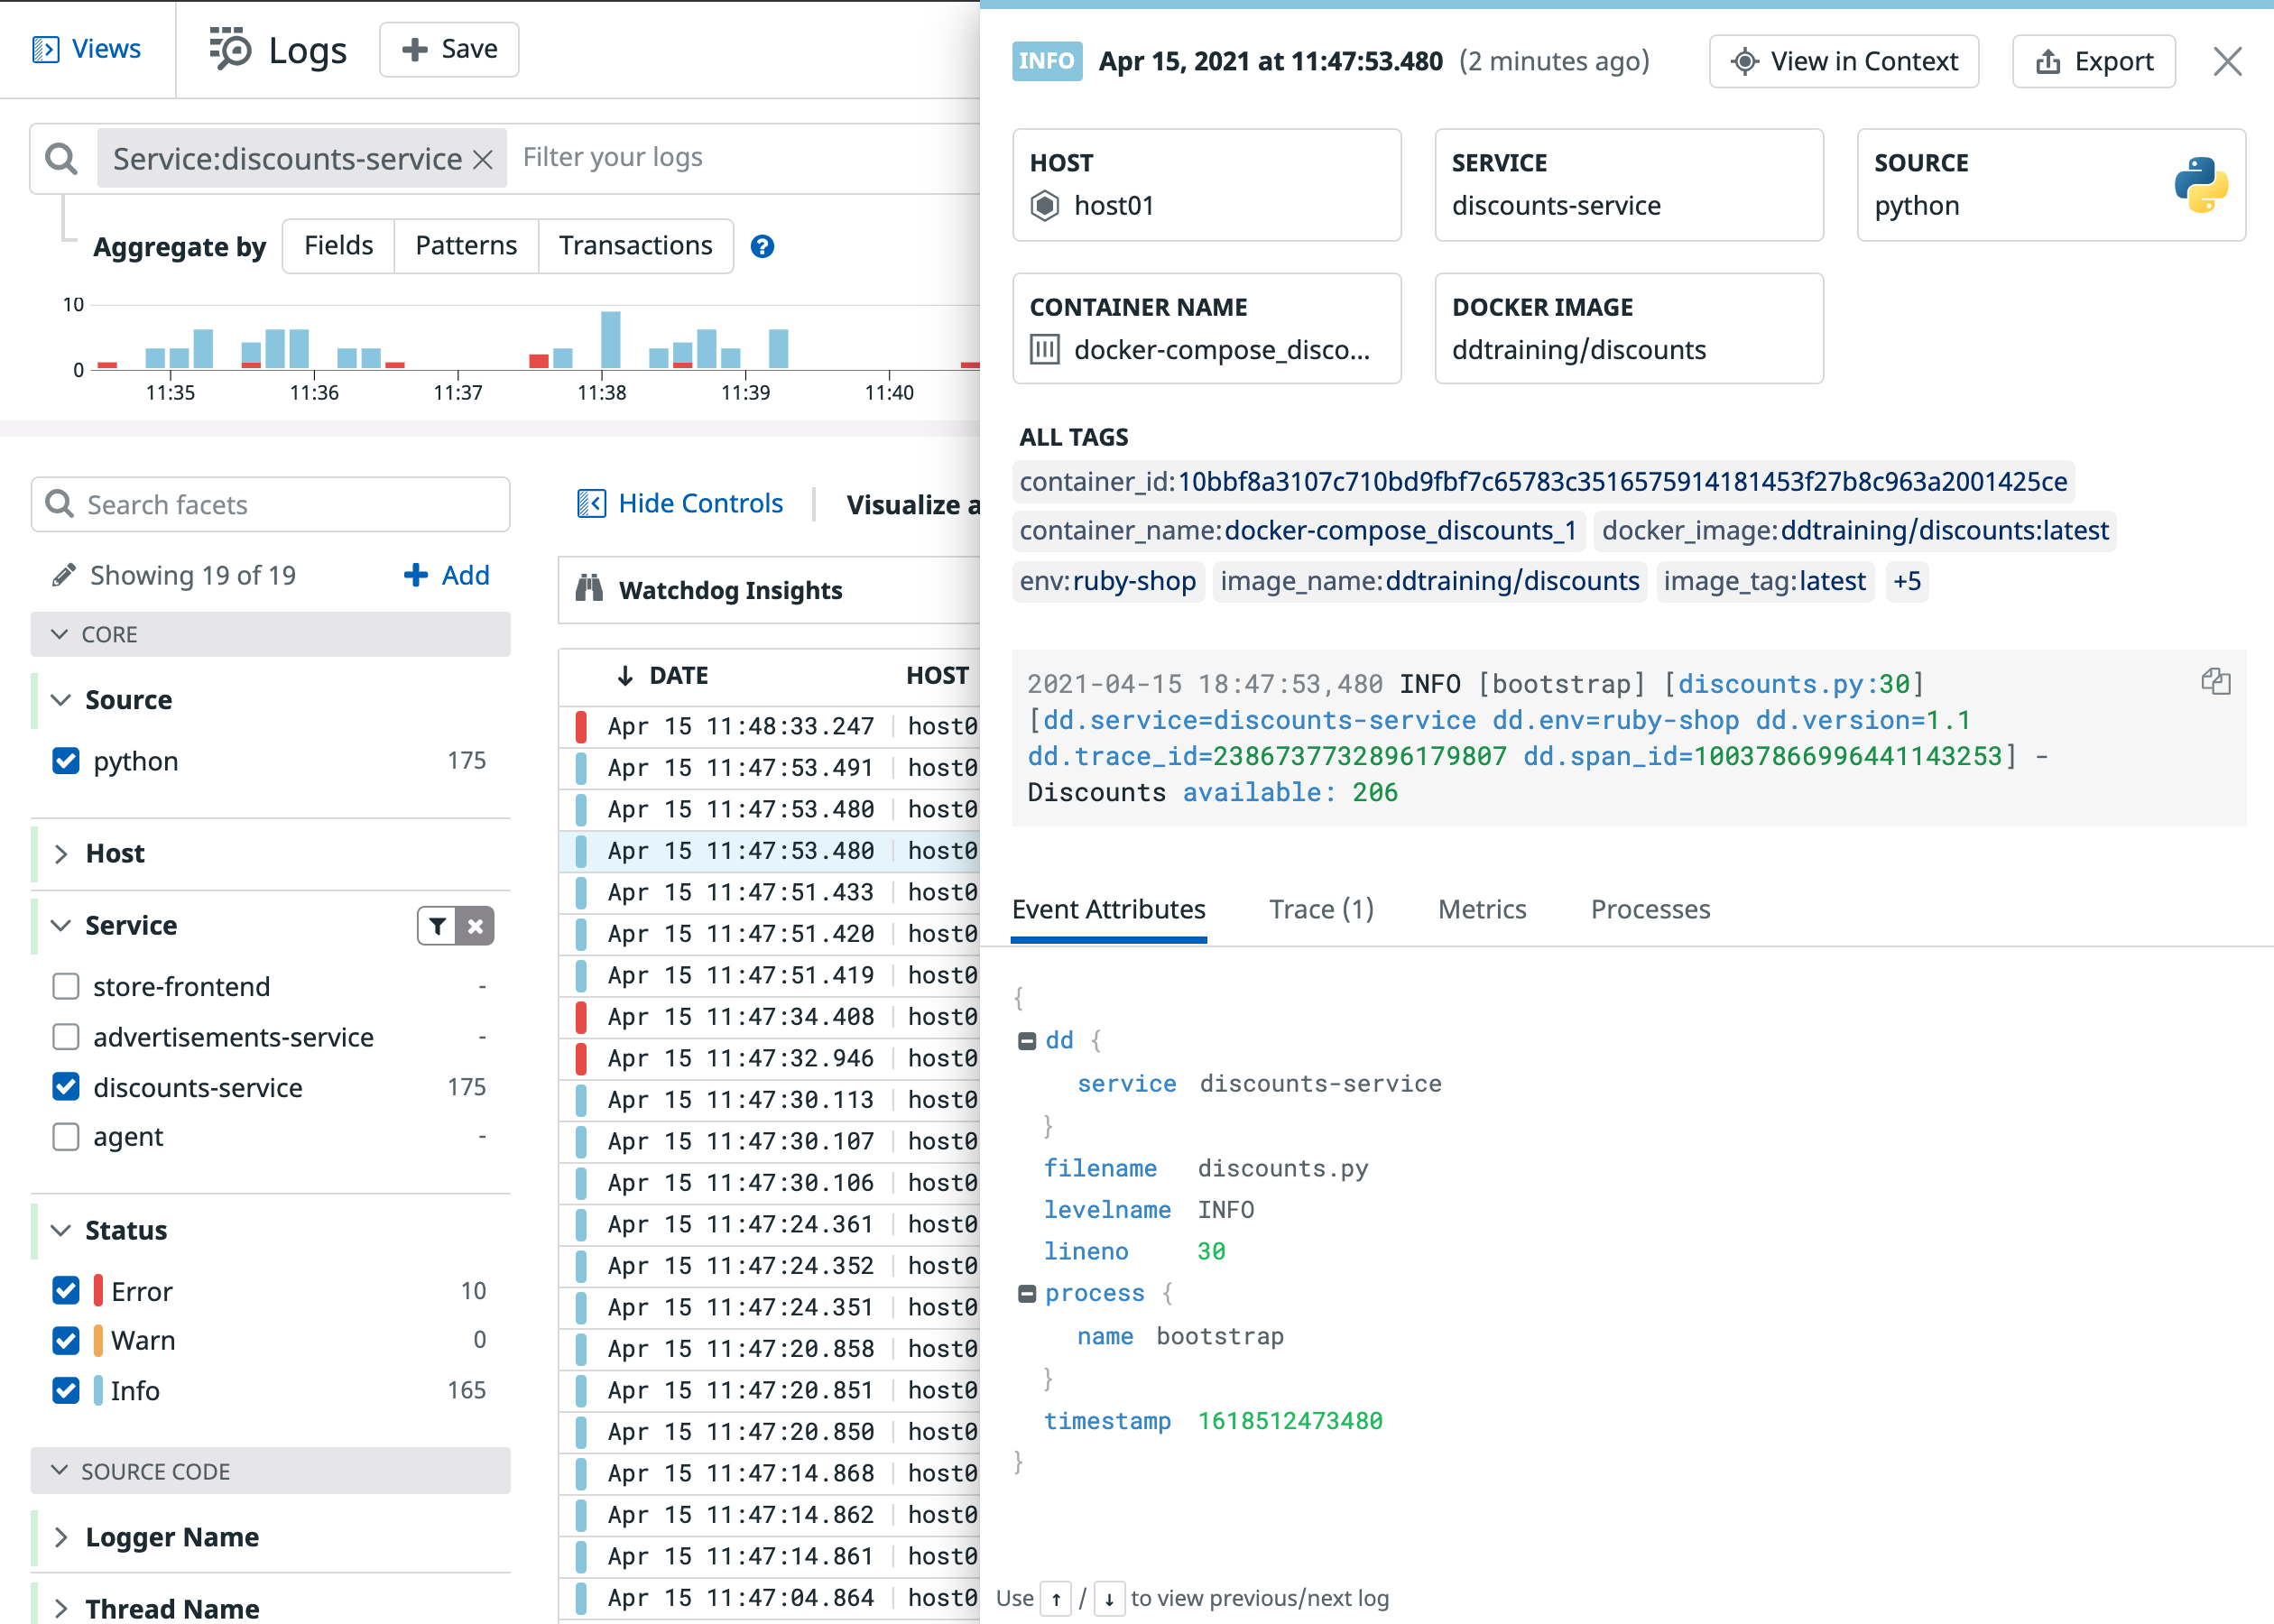 Views
Logs
Save
Service:discounts-service
Filter your logs
Aggregate by
Fields
Patterns
Transactions
?
10
0
11:35
11:36
11:37
11:38
11:39
11:40
Search facets
Showing 19 of 19
Add
CORE
Source
python 175
Host
Service
store-frontend -
advertisements-service -
discounts-service 175
agent -
Status
Error 10
Warn 0
Info 165
SOURCE CODE
Logger Name
Thread Name
Hide Controls
Visualize a
Watchdog Insights
↓ DATE HOST
Apr 15 11:48:33.247 host0
Apr 15 11:47:53.491 host0
Apr 15 11:47:53.480 host0
Apr 15 11:47:53.480 host0
Apr 15 11:47:51.433 host0
Apr 15 11:47:51.420 host0
Apr 15 11:47:51.419 host0
Apr 15 11:47:34.408 host0
Apr 15 11:47:32.946 host0
Apr 15 11:47:30.113 host0
Apr 15 11:47:30.107 host0
Apr 15 11:47:30.106 host0
Apr 15 11:47:24.361 host0
Apr 15 11:47:24.352 host0
Apr 15 11:47:24.351 host0
Apr 15 11:47:20.858 host0
Apr 15 11:47:20.851 host0
Apr 15 11:47:20.850 host0
Apr 15 11:47:14.868 host0
Apr 15 11:47:14.862 host0
Apr 15 11:47:14.861 host0
Apr 15 11:47:04.864 host0
INFO Apr 15, 2021 at 11:47:53.480 (2 minutes ago)
View in Context
Export
HOST
host01
SERVICE
discounts-service
SOURCE
python
CONTAINER NAME
docker-compose_disco...
DOCKER IMAGE
ddtraining/discounts
ALL TAGS
container_id:10bbf8a3107c710bd9fbf7c65783c3516575914181453f27b8c963a2001425ce
container_name:docker-compose_discounts_1 docker_image:ddtraining/discounts:latest
env:ruby-shop image_name:ddtraining/discounts image_tag:latest +5
2021-04-15 18:47:53,480 INFO [bootstrap] [discounts.py:30]
[dd.service=discounts-service dd.env=ruby-shop dd.version=1.1
dd.trace_id=2386737732896179807 dd.span_id=10037866996441143253] -
Discounts available: 206
Event Attributes
Trace (1)
Metrics
Processes
{
dd {
service discounts-service
}
filename discounts.py
levelname INFO
lineno 30
process {
name bootstrap
}
timestamp 1618512473480
}
Use ↑ / ↓ to view previous/next log